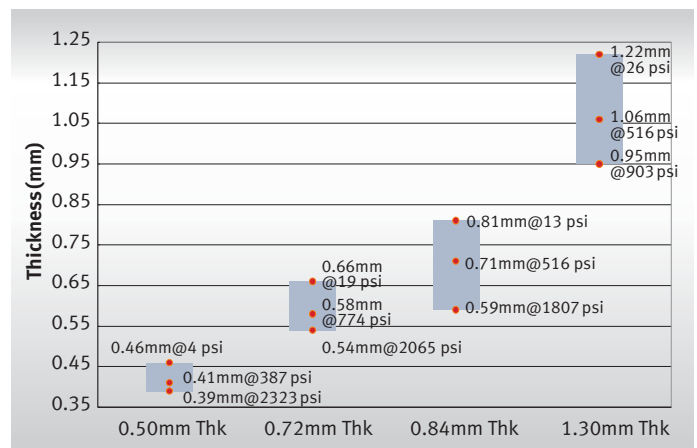 Thickness (mm)
1.25
1.15
1.05
0.95
0.85
0.75
0.65
0.55
0.45
0.35
0.46mm@4 psi
0.41mm@387 psi
0.39mm@2323 psi
0.66mm
@19 psi
0.58mm
@774 psi
0.54mm@2065 psi
0.81mm@13 psi
0.71mm@516 psi
0.59mm@1807 psi
1.22mm
@26 psi
1.06mm
@516 psi
0.95mm
@903 psi
0.50mm Thk
0.72mm Thk
0.84mm Thk
1.30mm Thk